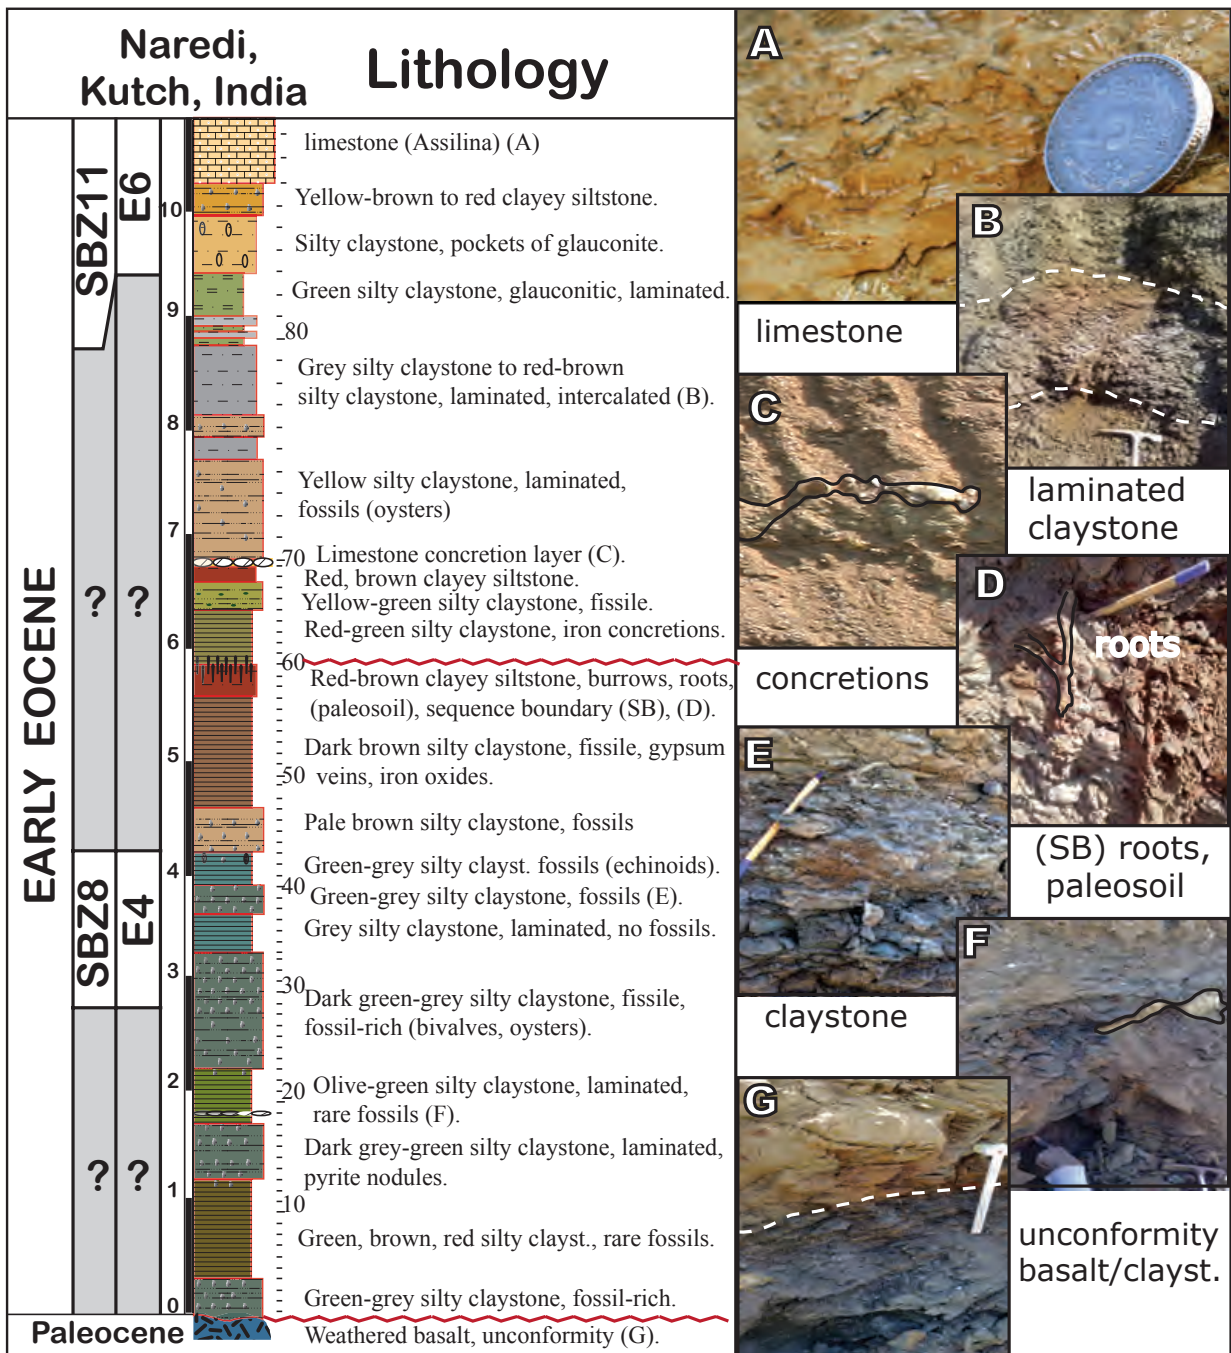 Naredi,
Kutch, India
Lithology
EARLY EOCENE
Paleocene
SBZ11
E6
?
?
SBZ8
E4
?
?
10
9
8
7
6
5
4
3
2
1
0
80
70
60
50
40
30
20
10
limestone (Assilina) (A)
Yellow-brown to red clayey siltstone.
Silty claystone, pockets of glauconite.
Green silty claystone, glauconitic, laminated.
Grey silty claystone to red-brown
silty claystone, laminated, intercalated (B).
Yellow silty claystone, laminated,
fossils (oysters)
Limestone concretion layer (C).
Red, brown clayey siltstone.
Yellow-green silty claystone, fissile.
Red-green silty claystone, iron concretions.
Red-brown clayey siltstone, burrows, roots,
(paleosoil), sequence boundary (SB), (D).
Dark brown silty claystone, fissile, gypsum
veins, iron oxides.
Pale brown silty claystone, fossils
Green-grey silty clayst. fossils (echinoids).
Green-grey silty claystone, fossils (E).
Grey silty claystone, laminated, no fossils.
Dark green-grey silty claystone, fissile,
fossil-rich (bivalves, oysters).
Olive-green silty claystone, laminated,
rare fossils (F).
Dark grey-green silty claystone, laminated,
pyrite nodules.
Green, brown, red silty clayst., rare fossils.
Green-grey silty claystone, fossil-rich.
Weathered basalt, unconformity (G).
A
limestone
B
laminated
claystone
C
concretions
D
roots
(SB) roots,
paleosoil
E
claystone
F
G
unconformity
basalt/clayst.